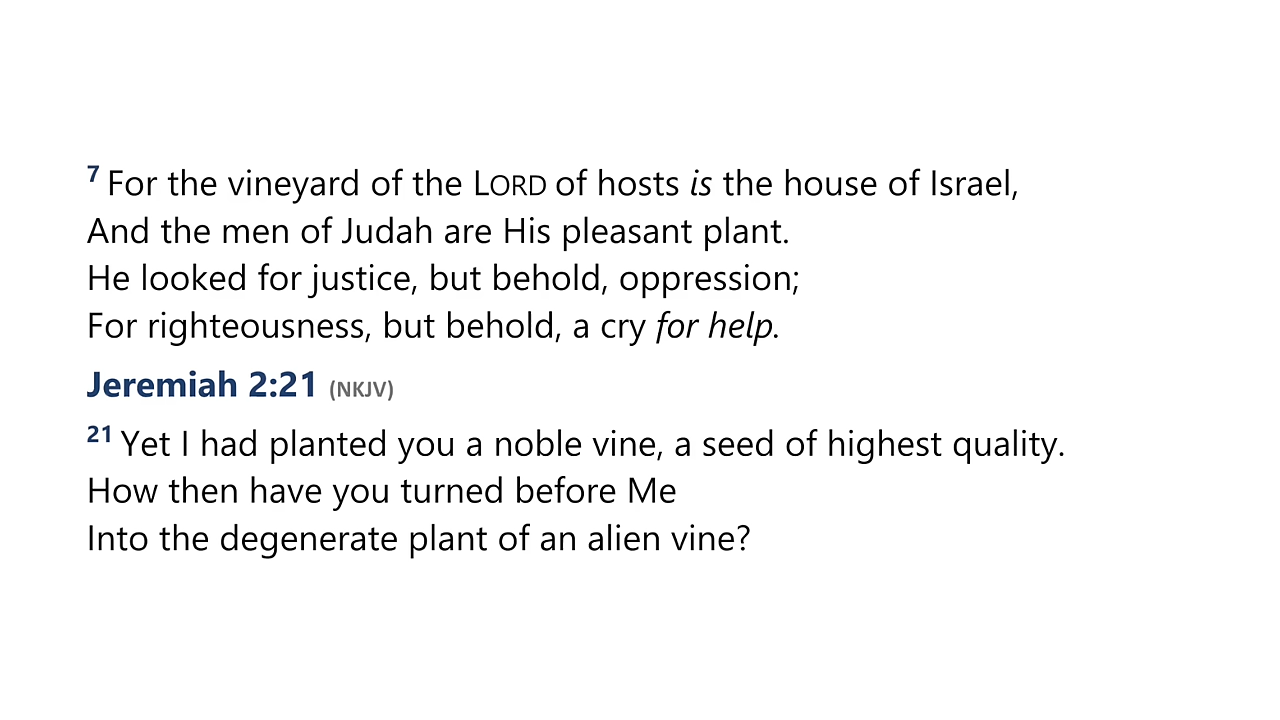 7 For the vineyard of the LORD of hosts is the house of Israel,
And the men of Judah are His pleasant plant.
He looked for justice, but behold, oppression;
For righteousness, but behold, a cry for help.
Jeremiah 2:21 (NKJV)
21 Yet I had planted you a noble vine, a seed of highest quality.
How then have you turned before Me
Into the degenerate plant of an alien vine?